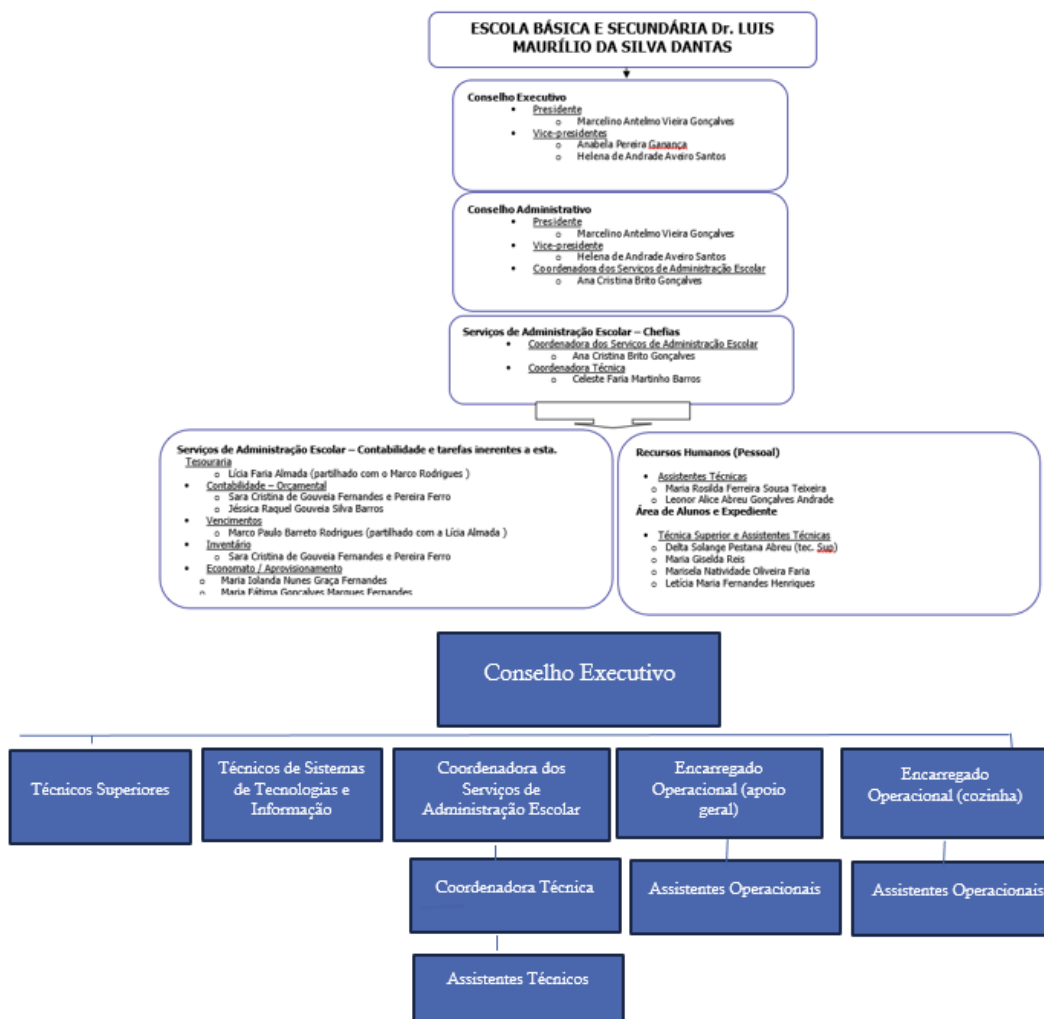 ESCOLA BÁSICA E SECUNDÁRIA Dr. LUIS
MAURÍLIO DA SILVA DANTAS
Conselho Executivo
• Presidente
o Marcelino Antelmo Vieira Gonçalves
• Vice-presidentes
o Anabela Pereira Ganança
o Helena de Andrade Aveiro Santos
Conselho Administrativo
• Presidente
o Marcelino Antelmo Vieira Gonçalves
• Vice-presidente
o Helena de Andrade Aveiro Santos
• Coordenadora dos Serviços de Administração Escolar
o Ana Cristina Brito Gonçalves
Serviços de Administração Escolar – Chefias
• Coordenadora dos Serviços de Administração Escolar
o Ana Cristina Brito Gonçalves
• Coordenadora Técnica
o Celeste Faria Martinho Barros
Serviços de Administração Escolar – Contabilidade e tarefas inerentes a esta.
Tesouraria
o Lícia Faria Almada (partilhado com o Marco Rodrigues )
• Contabilidade – Orçamental
o Sara Cristina de Gouveia Fernandes e Pereira Ferro
o Jéssica Raquel Gouveia Silva Barros
• Vencimentos
o Marco Paulo Barreto Rodrigues (partilhado com a Lícia Almada )
• Inventário
o Sara Cristina de Gouveia Fernandes e Pereira Ferro
• Economato / Aprovisionamento
o Maria Iolanda Nunes Graça Fernandes
o Maria Fátima Gonçalves Marques Fernandes
Recursos Humanos (Pessoal)
• Assistentes Técnicas
o Maria Rosilda Ferreira Sousa Teixeira
o Leonor Alice Abreu Gonçalves Andrade
Área de Alunos e Expediente
• Técnica Superior e Assistentes Técnicas
o Delta Solange Pestana Abreu (tec. Sup)
o Maria Giselda Reis
o Marisela Natividade Oliveira Faria
o Letícia Maria Fernandes Henriques
Conselho Executivo
Técnicos Superiores
Técnicos de Sistemas
de Tecnologias e
Informação
Coordenadora dos
Serviços de
Administração Escolar
Encarregado
Operacional (apoio
geral)
Encarregado
Operacional (cozinha)
Coordenadora Técnica
Assistentes Operacionais
Assistentes Operacionais
Assistentes Técnicos